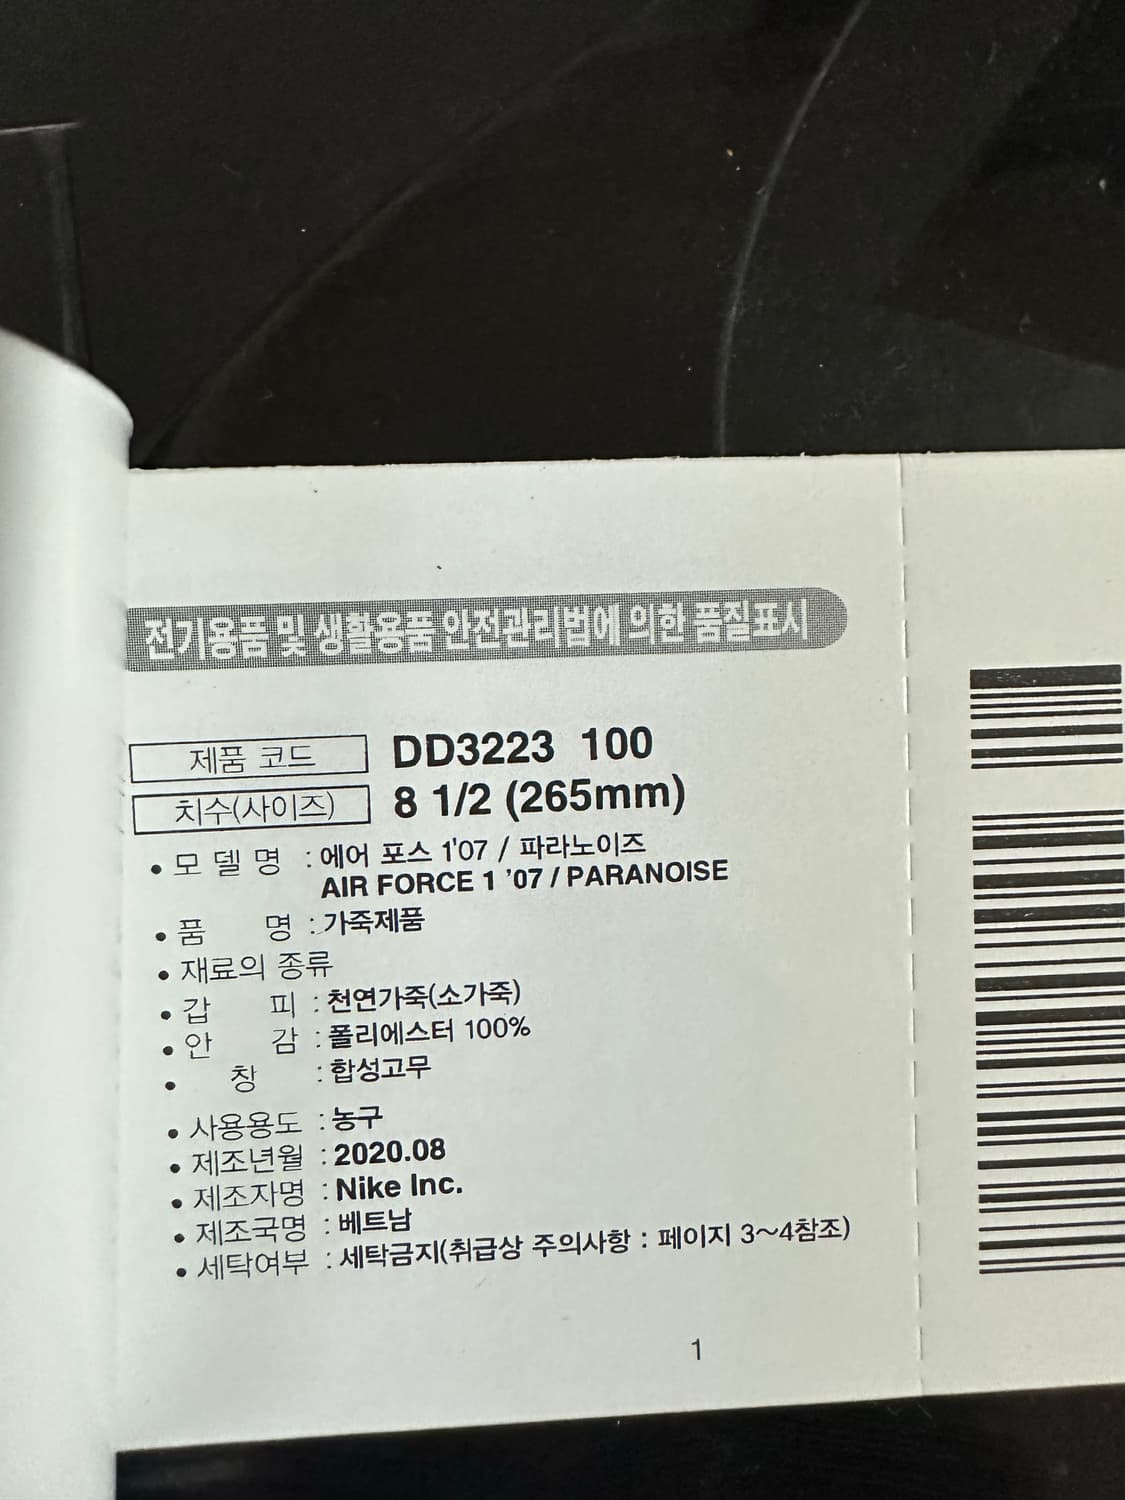 전기용품 및 생활용품 안전관리법에 의한 품질표시
제품 코드 DD3223 100
치수(사이즈) 8 1/2 (265mm)
• 모델명 : 에어 포스 1'07 / 파라노이즈
AIR FORCE 1 '07 / PARANOISE
• 품 명 : 가죽제품
• 재료의 종류
• 갑 피 : 천연가죽(소가죽)
• 안 감 : 폴리에스터 100%
• 창 : 합성고무
• 사용용도 : 농구
• 제조년월 : 2020.08
• 제조자명 : Nike Inc.
• 제조국명 : 베트남
• 세탁여부 : 세탁금지(취급상 주의사항 : 페이지 3~4참조)
1